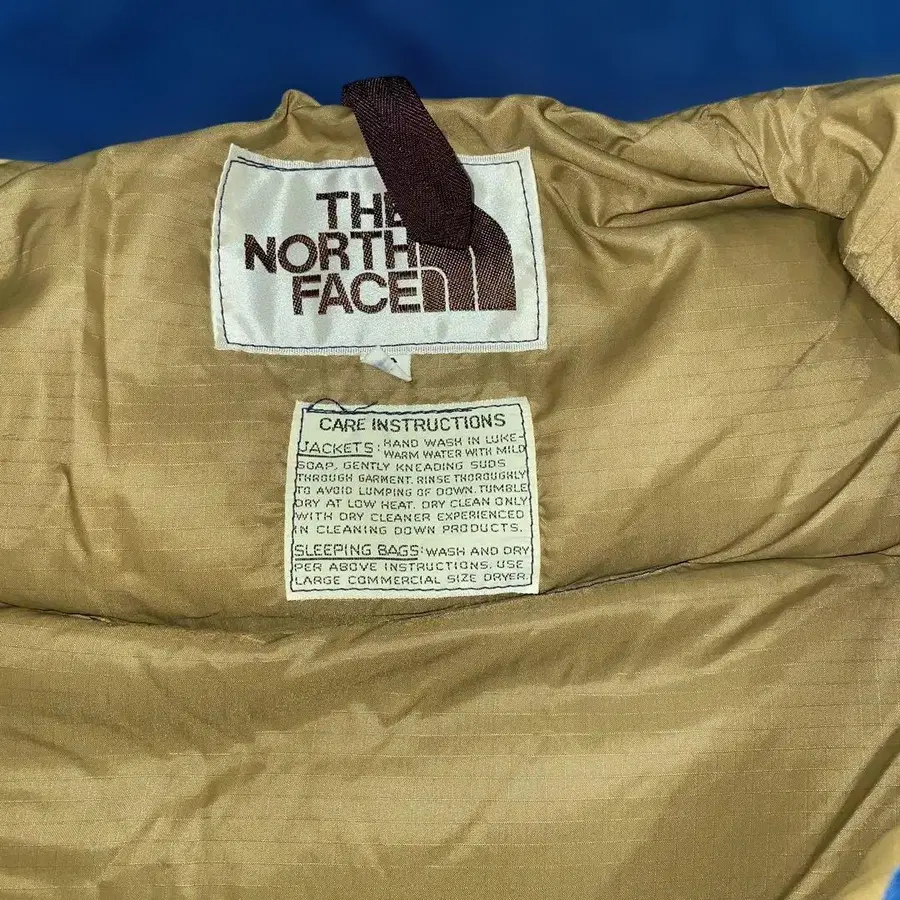 THE
NORTH
FACE
CARE INSTRUCTIONS
JACKETS: HAND WASH IN LUKE-
WARM WATER WITH MILD
SOAP, GENTLY KNEADING SUDS
THROUGH GARMENT. RINSE THOROUGHLY
TO AVOID LUMPING OF DOWN. TUMBLE
DRY AT LOW HEAT. DRY CLEAN ONLY
WITH DRY CLEANER EXPERIENCED
IN CLEANING DOWN PRODUCTS.
SLEEPING BAGS: WASH AND DRY
PER ABOVE INSTRUCTIONS. USE
LARGE COMMERCIAL SIZE DRYER.